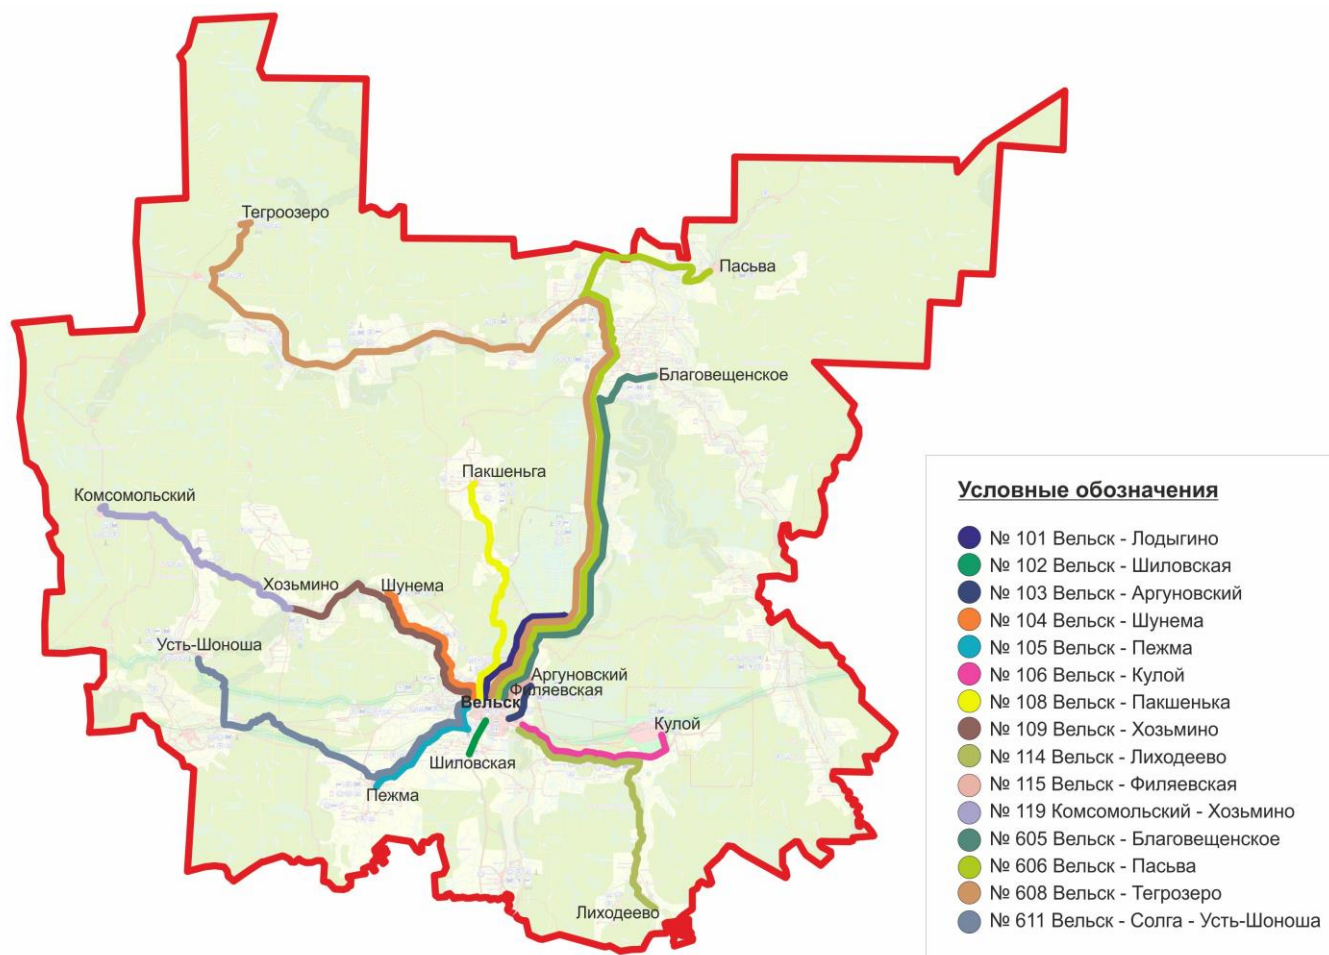 Тегроозеро
Пасьва
Благовещенское
Пакшеньга
Комсомольский
Хозьмино
Шунема
Усть-Шоноша
Аргуновский
Филяевская
Вельск
Кулой
Шиловская
Пежма
Лиходеево
Условные обозначения
№ 101 Вельск - Лодыгино
№ 102 Вельск - Шиловская
№ 103 Вельск - Аргуновский
№ 104 Вельск - Шунема
№ 105 Вельск - Пежма
№ 106 Вельск - Кулой
№ 108 Вельск - Пакшенька
№ 109 Вельск - Хозьмино
№ 114 Вельск - Лиходеево
№ 115 Вельск - Филяевская
№ 119 Комсомольский - Хозьмино
№ 605 Вельск - Благовещенское
№ 606 Вельск - Пасьва
№ 608 Вельск - Тегрозеро
№ 611 Вельск - Солга - Усть-Шоноша